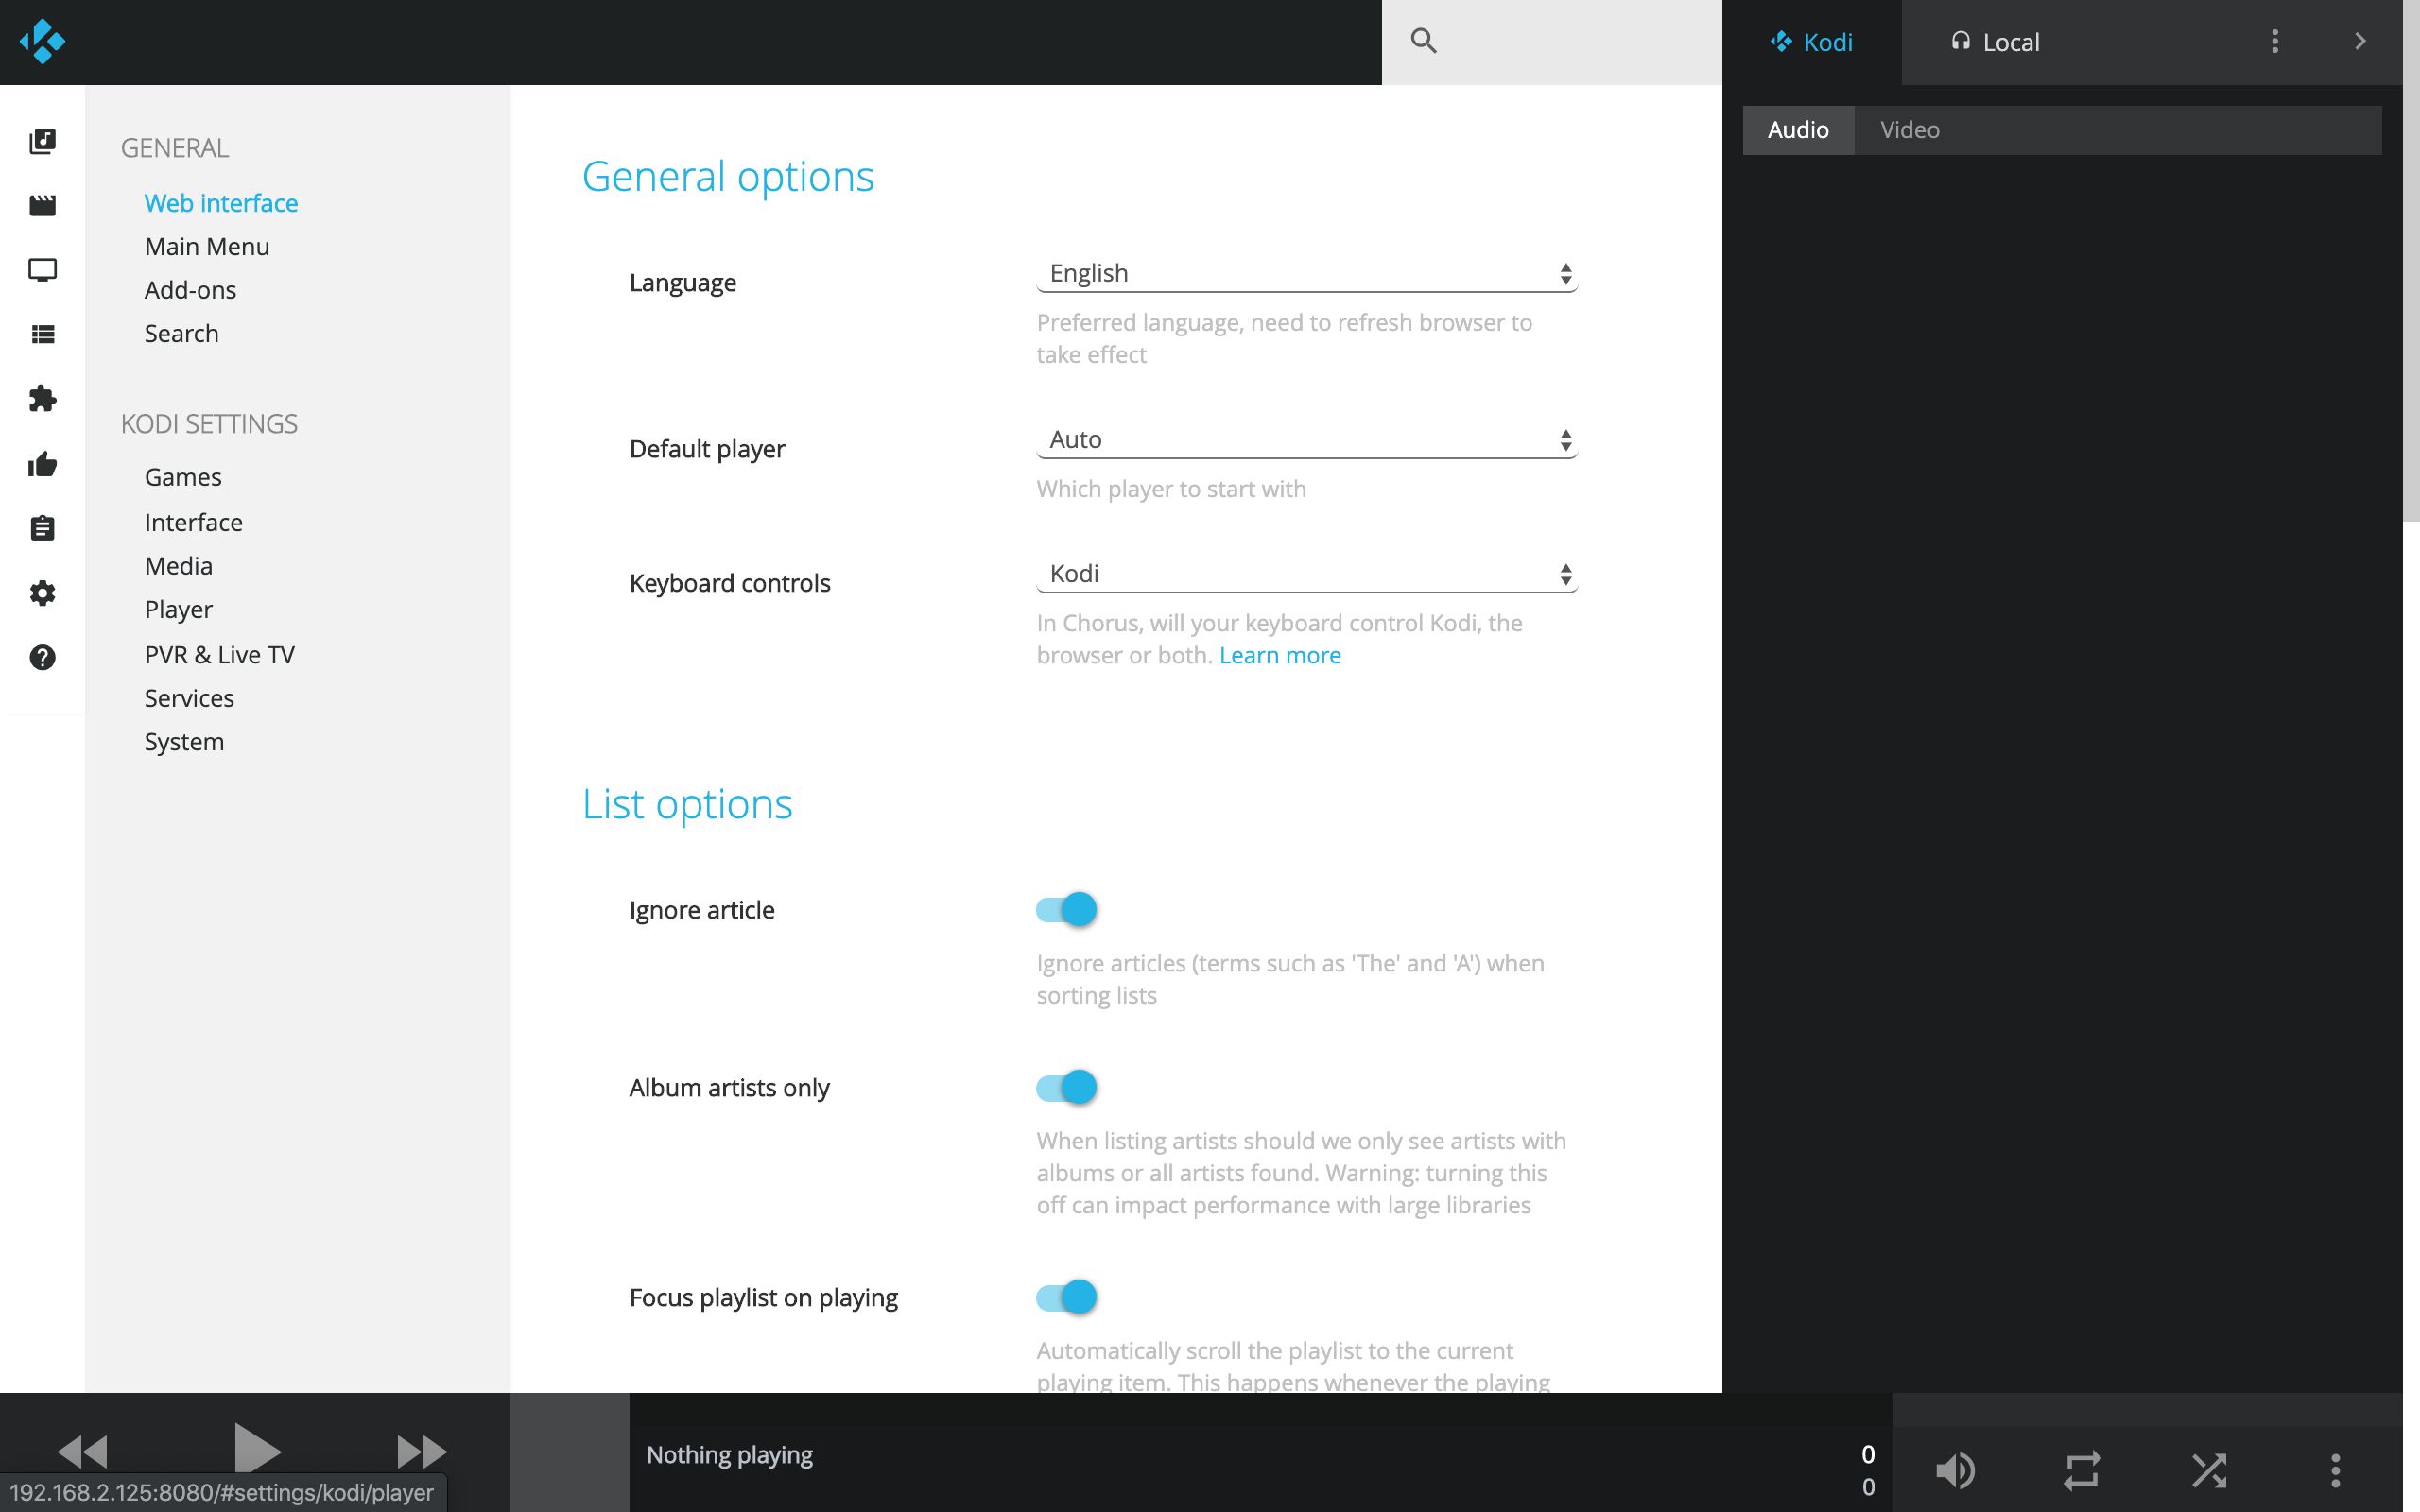 Kodi
Local
Audio
Video
GENERAL
Web interface
Main Menu
Add-ons
Search
KODI SETTINGS
Games
Interface
Media
Player
PVR & Live TV
Services
System
General options
Language
English
Preferred language, need to refresh browser to
take effect
Default player
Auto
Which player to start with
Keyboard controls
Kodi
In Chorus, will your keyboard control Kodi, the
browser or both. Learn more
List options
Ignore article
Ignore articles (terms such as 'The' and 'A') when
sorting lists
Album artists only
When listing artists should we only see artists with
albums or all artists found. Warning: turning this
off can impact performance with large libraries
Focus playlist on playing
Automatically scroll the playlist to the current
playing item. This happens whenever the playing
Nothing playing
0
0
192.168.2.125:8080/#settings/kodi/player